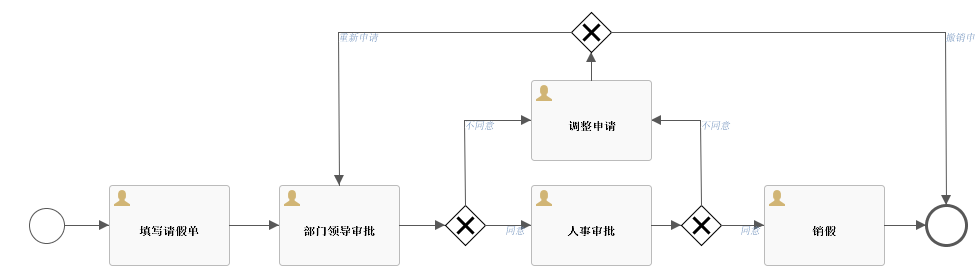 重新申请
撤销申
不同意
调整申请
不同意
填写请假单
部门领导审批
同意
人事审批
同意
销假